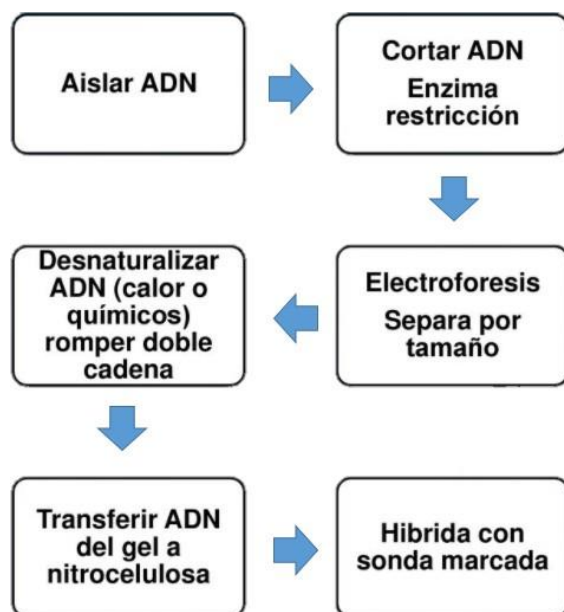 Aislar ADN
Cortar ADN
Enzima
restricción
Electroforesis
Separa por
tamaño
Desnaturalizar
ADN (calor o
químicos)
romper doble
cadena
Transferir ADN
del gel a
nitrocelulosa
Hibrida con
sonda marcada